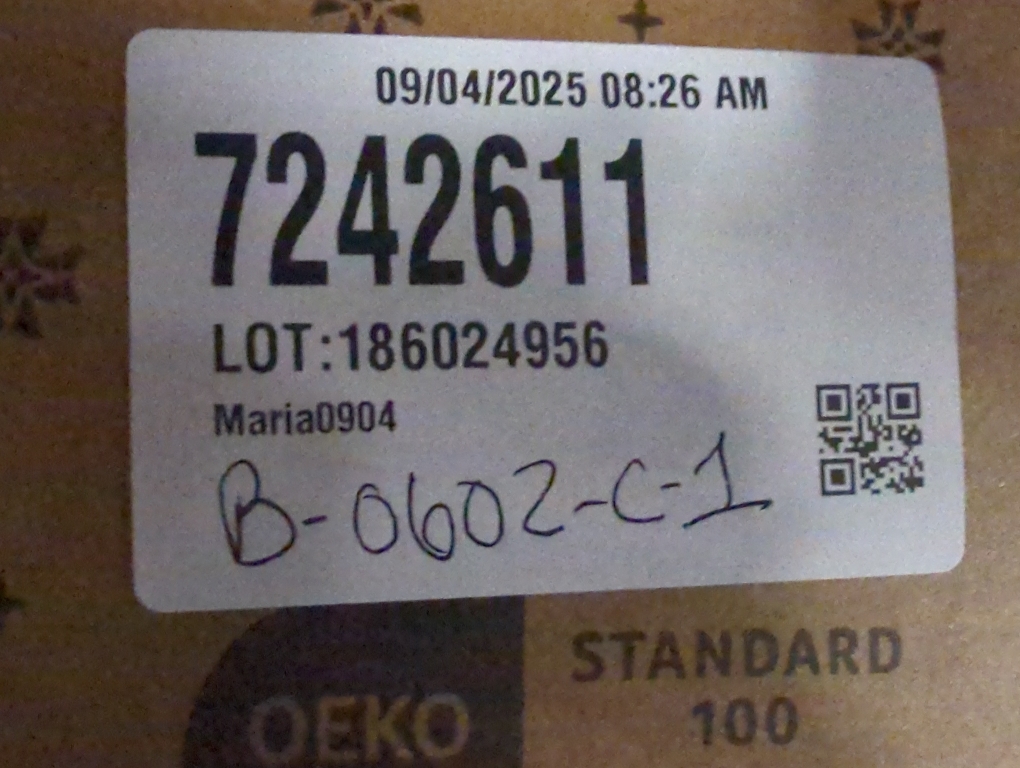 09/04/2025 08:26 AM
7242611
LOT:186024956
Maria0904
B-0602-C-1
OEKO
STANDARD
100